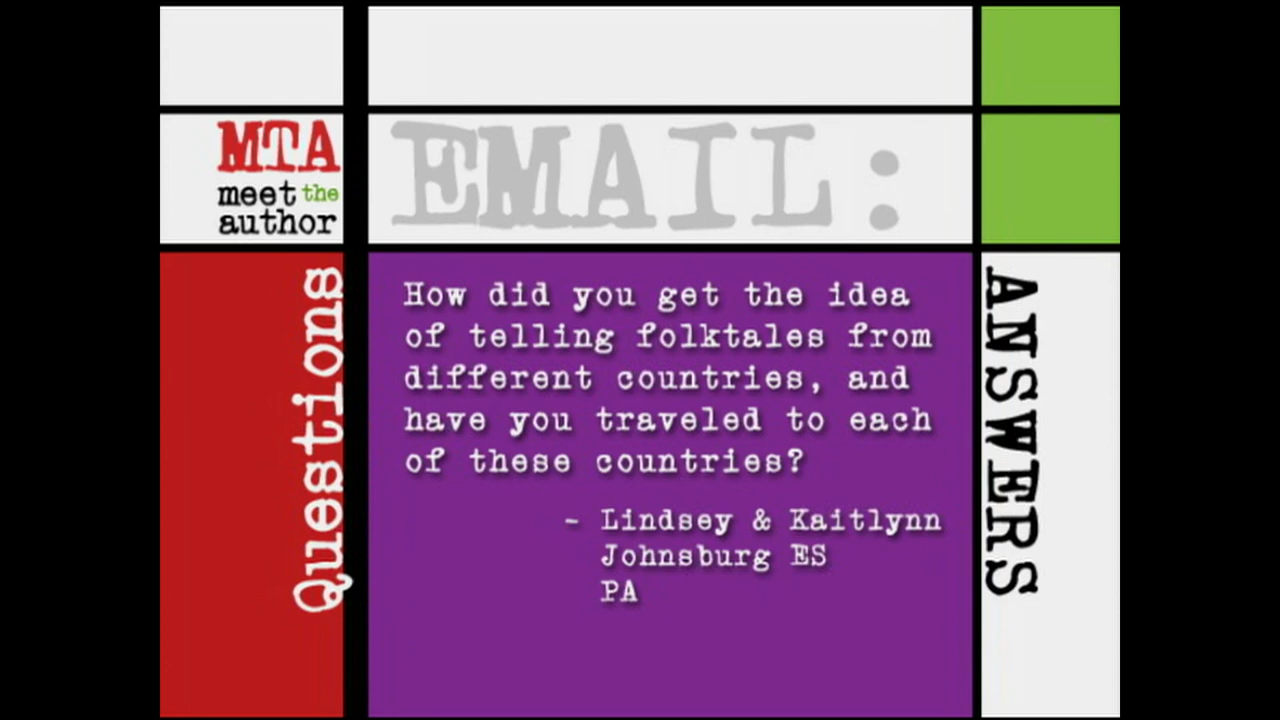 MTA
meet the
author
EMAIL:
Questions
How did you get the idea
of telling folktales from
different countries, and
have you traveled to each
of these countries?
- Lindsey & Kaitlynn
Johnsburg ES
PA
ANSWERS